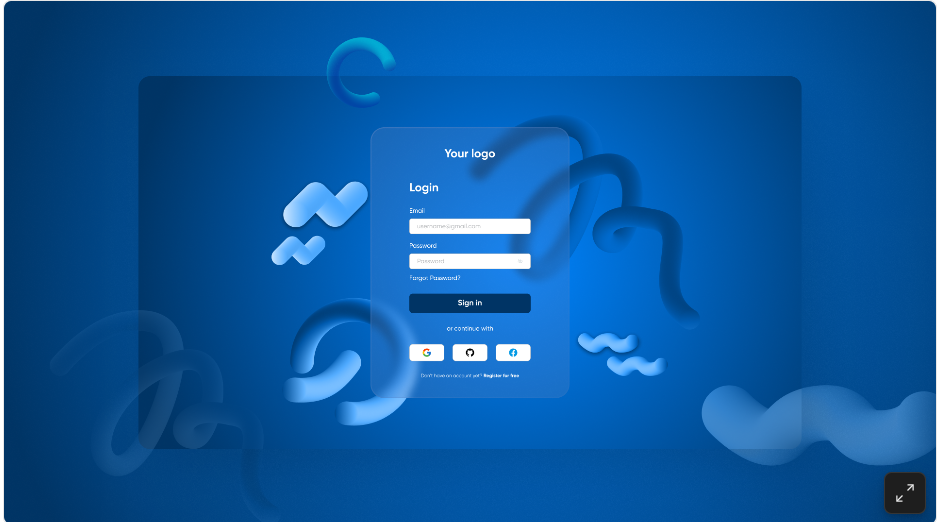 Your logo
Login
Email
username@gmail.com
Password
Password
Forgot Password?
Sign in
or continue with
Don't have an account yet? Register for free